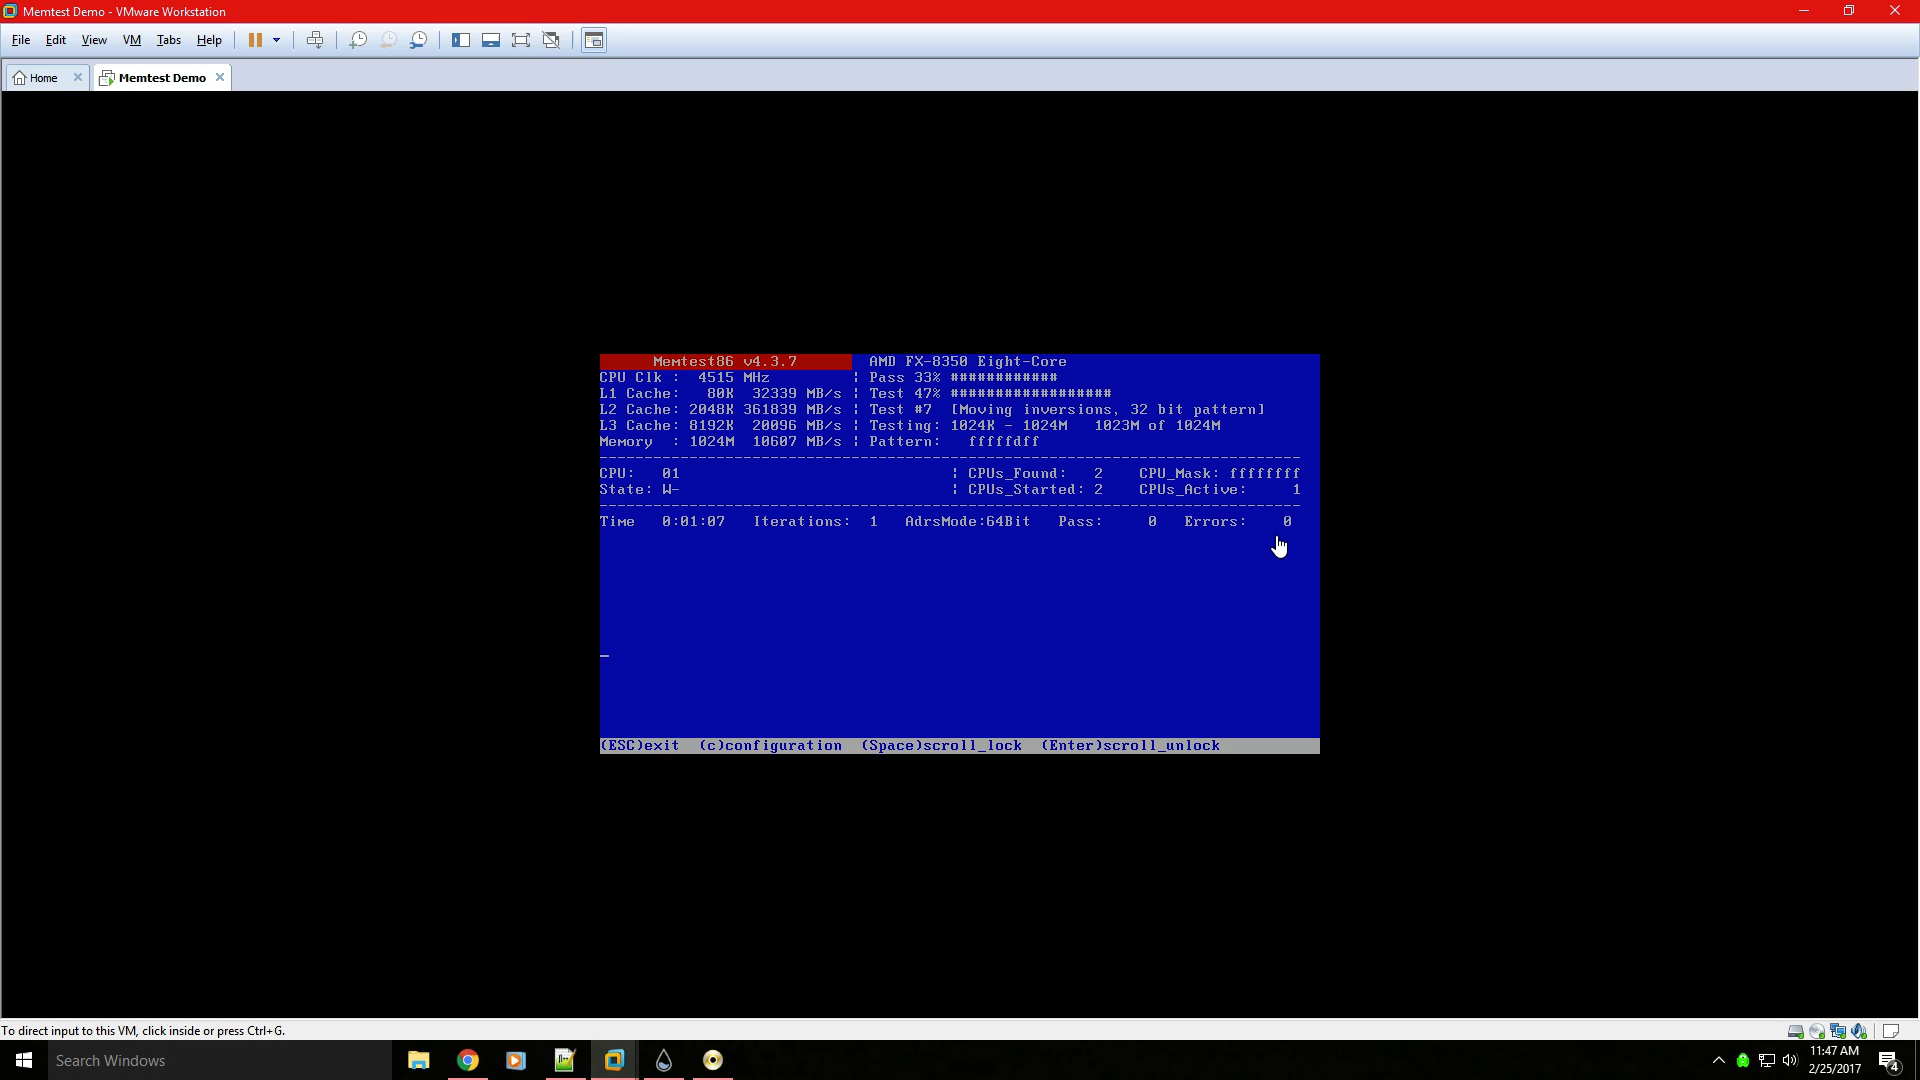 Memtest Demo - VMware Workstation
File Edit View VM Tabs Help
Home Memtest Demo
Memtest86 v4.3.7 AMD FX-8350 Eight-Core
CPU Clk : 4515 MHz ¦ Pass 33% ############
L1 Cache: 80K 32339 MB/s ¦ Test 47% ##################
L2 Cache: 2048K 361839 MB/s ¦ Test #7 [Moving inversions, 32 bit pattern]
L3 Cache: 8192K 20096 MB/s ¦ Testing: 1024K - 1024M 1023M of 1024M
Memory : 1024M 10607 MB/s ¦ Pattern: fffffdff
------------------------------------------------------------------------------
CPU: 01 ¦ CPUs_Found: 2 CPU_Mask: ffffffff
State: W- ¦ CPUs_Started: 2 CPUs_Active: 1
------------------------------------------------------------------------------
Time 0:01:07 Iterations: 1 AdrsMode:64Bit Pass: 0 Errors: 0
_
(ESC)exit (c)configuration (Space)scroll_lock (Enter)scroll_unlock
To direct input to this VM, click inside or press Ctrl+G.
Search Windows
11:47 AM
2/25/2017
4